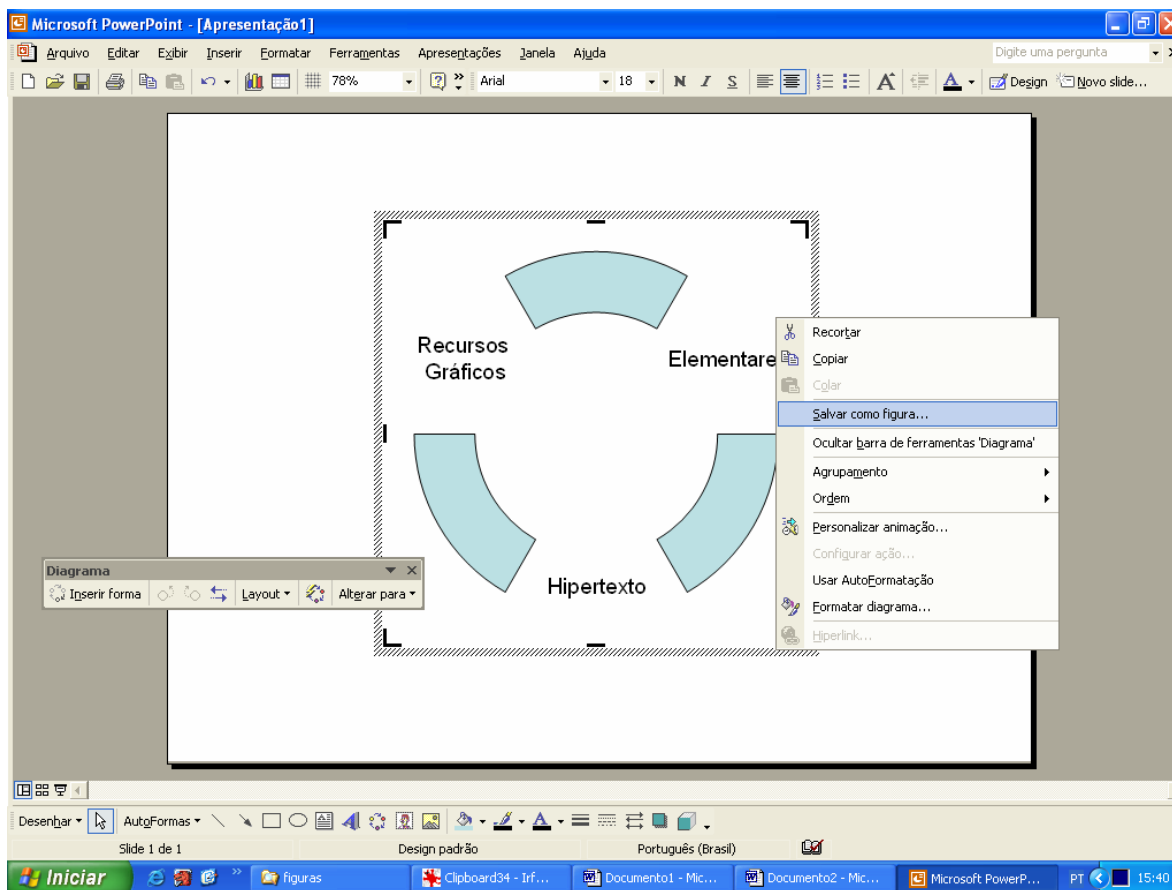 Microsoft PowerPoint - [Apresentação1]
Arquivo Editar Exibir Inserir Formatar Ferramentas Apresentações Janela Ajuda Digite uma pergunta
78% Arial 18 N I S Design Novo slide...
Recursos
Gráficos
Elementare
Hipertexto
Recortar
Copiar
Colar
Salvar como figura...
Ocultar barra de ferramentas 'Diagrama'
Agrupamento
Ordem
Personalizar animação...
Configurar ação...
Usar AutoFormatação
Formatar diagrama...
Hiperlink...
Diagrama
Inserir forma Layout Alterar para
Desenhar AutoFormas
Slide 1 de 1 Design padrão Português (Brasil)
Iniciar figuras Clipboard34 - Irf... Documento1 - Mic... Documento2 - Mic... Microsoft PowerP... PT 15:48